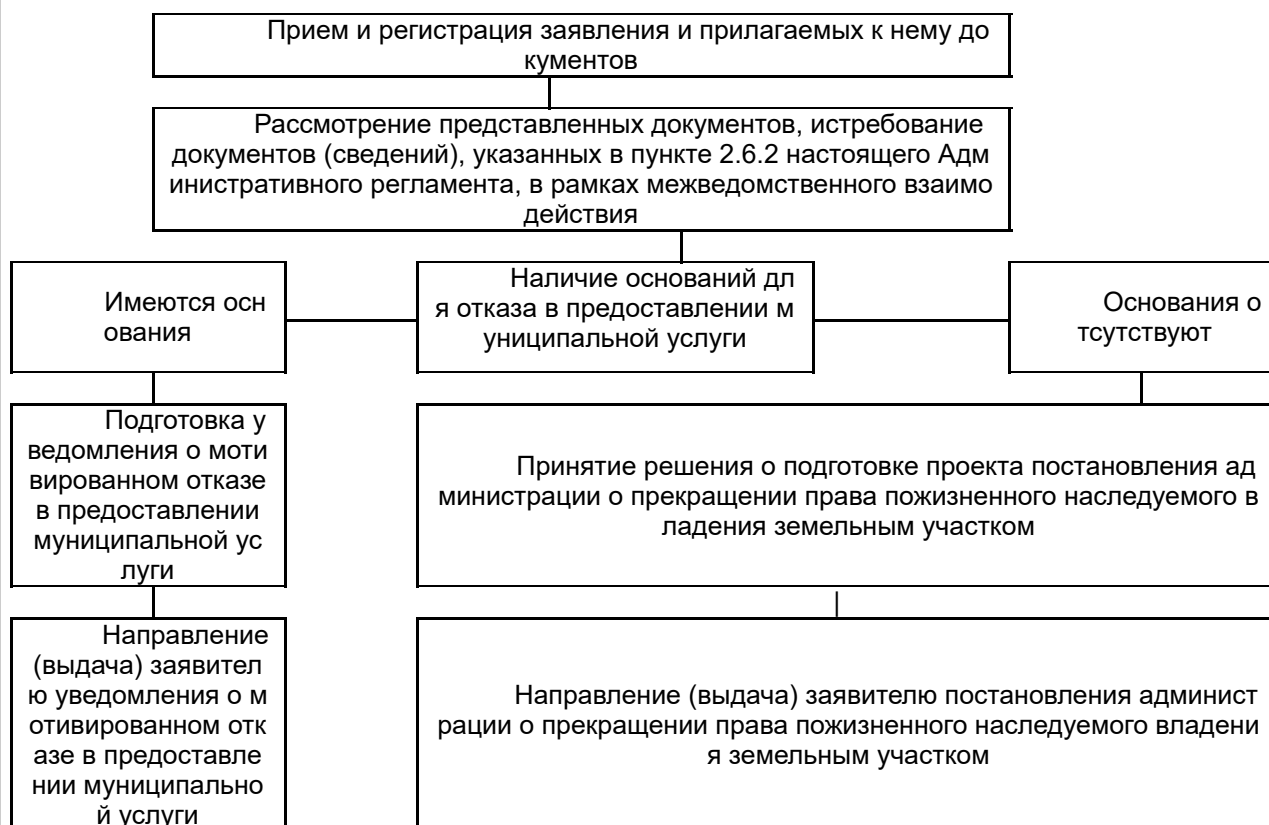 Прием и регистрация заявления и прилагаемых к нему до
кументов
Рассмотрение представленных документов, истребование
документов (сведений), указанных в пункте 2.6.2 настоящего Адм
инистративного регламента, в рамках межведомственного взаимо
действия
Имеются осн
ования
Наличие оснований дл
я отказа в предоставлении м
униципальной услуги
Основания о
тсутствуют
Подготовка у
ведомления о моти
вированном отказе
в предоставлении
муниципальной ус
луги
Принятие решения о подготовке проекта постановления ад
министрации о прекращении права пожизненного наследуемого в
ладения земельным участком
Направление
(выдача) заявител
ю уведомления о м
отивированном отк
азе в предоставле
нии муниципально
й услуги
Направление (выдача) заявителю постановления админист
рации о прекращении права пожизненного наследуемого владени
я земельным участком